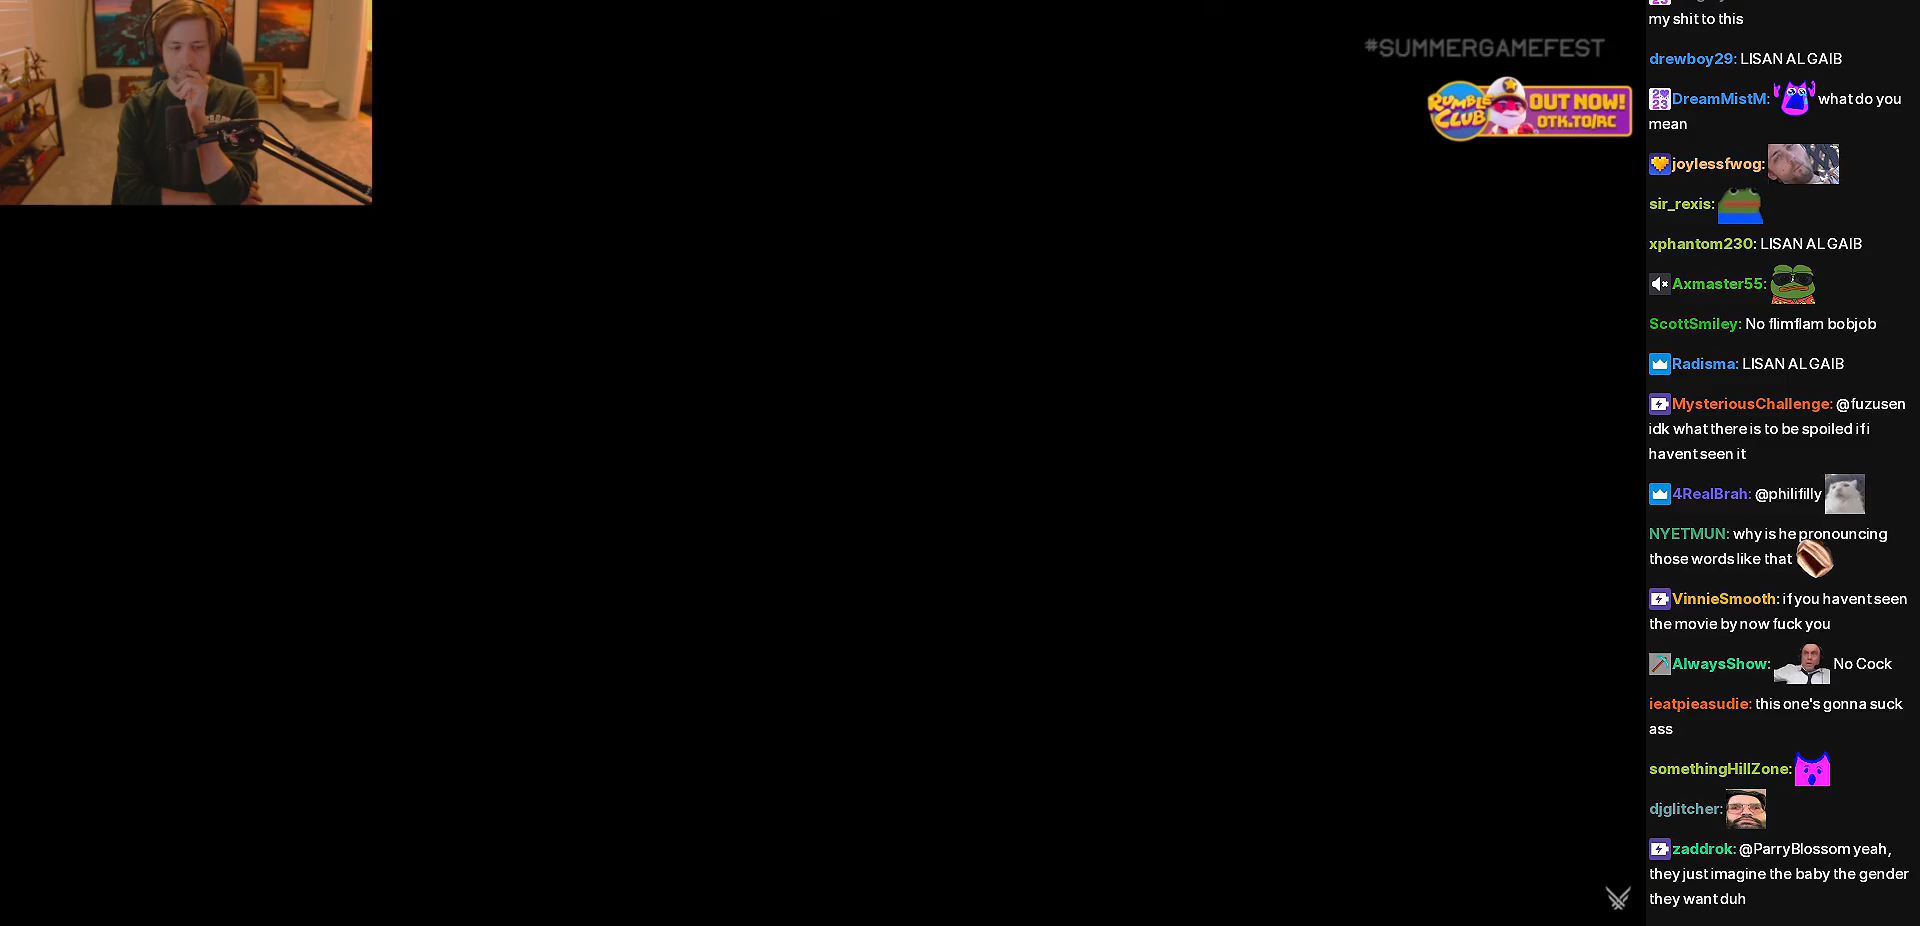 #SUMMERGAMEFEST
RUMBLE CLUB
OUT NOW!
OTK.TO/RC
my shit to this
drewboy29: LISAN AL GAIB
DreamMistM: what do you
mean
joylessfwog:
sir_rexis:
xphantom230: LISAN AL GAIB
Axmaster55:
ScottSmiley: No flimflam bobjob
Radisma: LISAN AL GAIB
MysteriousChallenge: @fuzusen
idk what there is to be spoiled if i
havent seen it
4RealBrah: @philifilly
NYETMUN: why is he pronouncing
those words like that
VinnieSmooth: if you havent seen
the movie by now fuck you
AlwaysShow: No Cock
ieatpieasudie: this one's gonna suck
ass
somethingHillZone:
djglitcher:
zaddrok: @ParryBlossom yeah,
they just imagine the baby the gender
they want duh